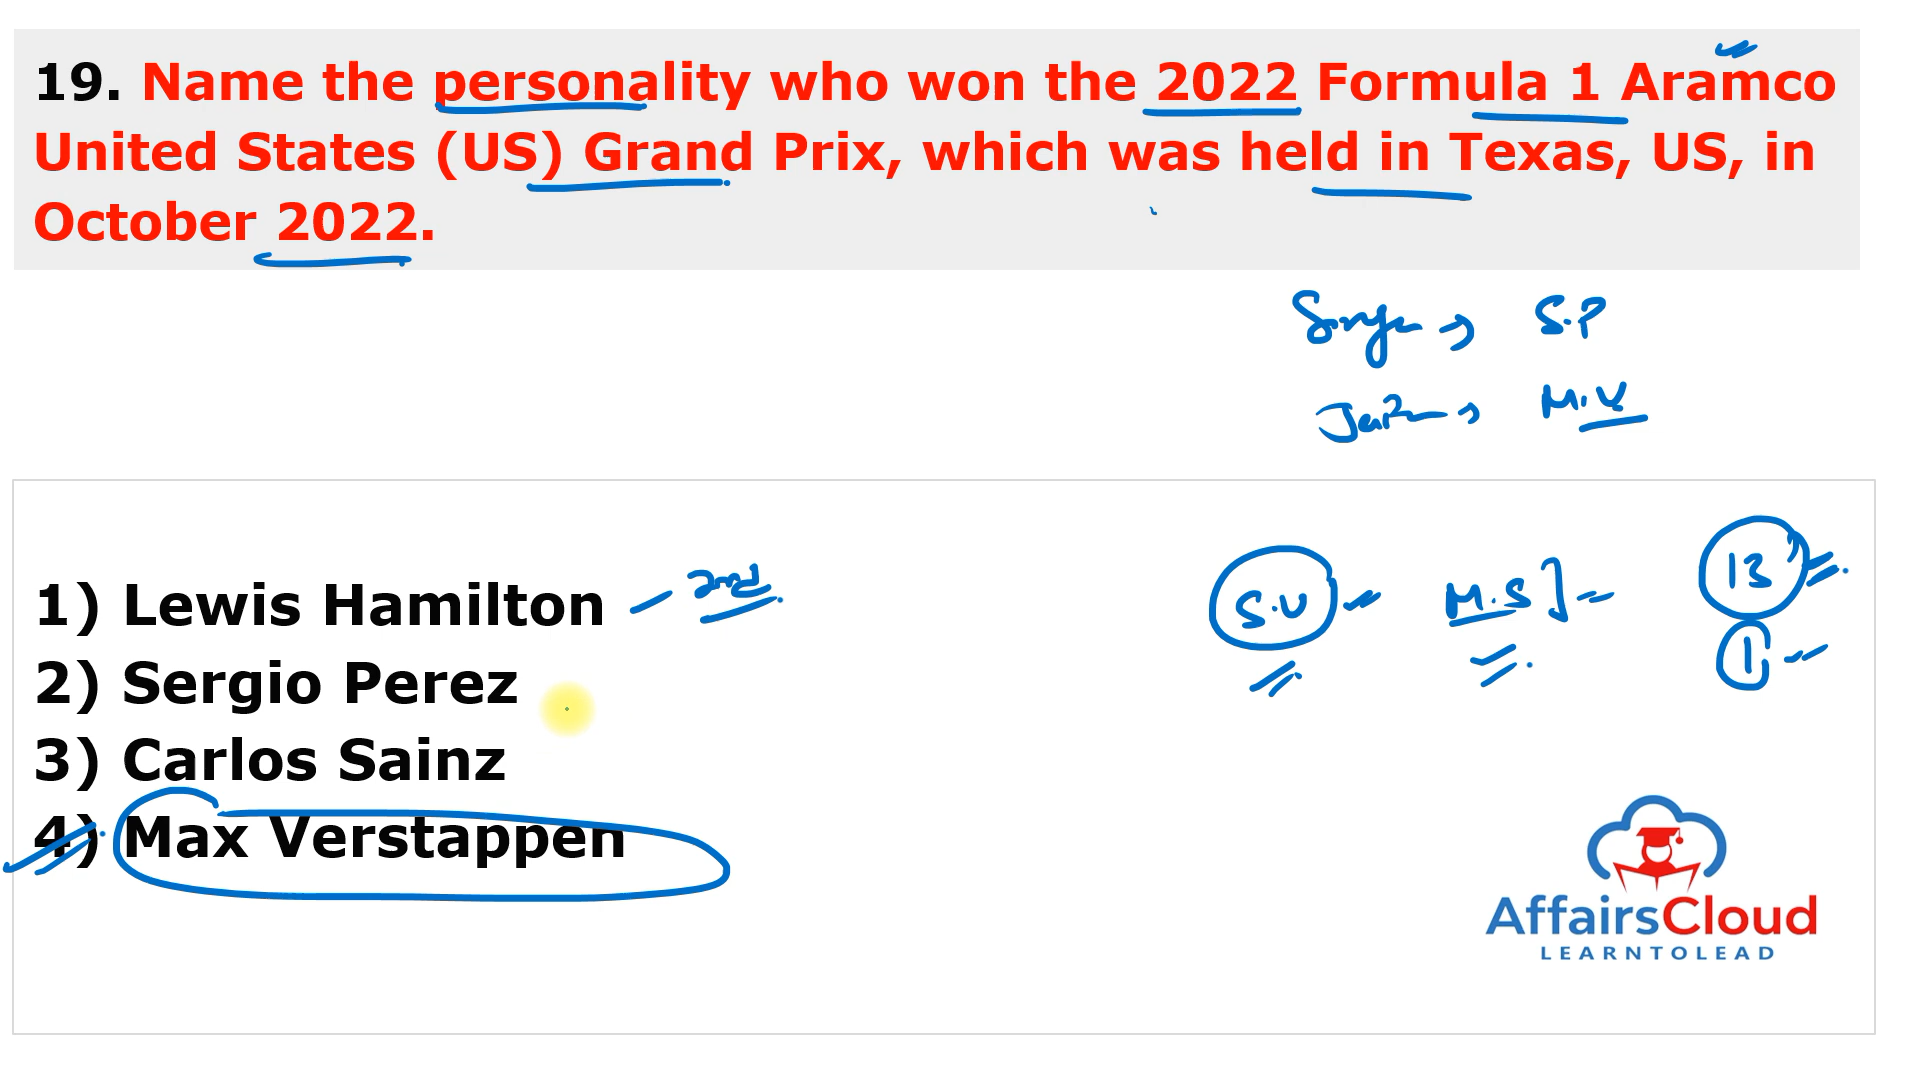 19. Name the personality who won the 2022 Formula 1 Aramco
United States (US) Grand Prix, which was held in Texas, US, in
October 2022.
→ S.P
→ M.V
1) Lewis Hamilton – 2nd
S.V M.S] 13
1
2) Sergio Perez
3) Carlos Sainz
4) Max Verstappen
AffairsCloud
LEARNTOLEAD